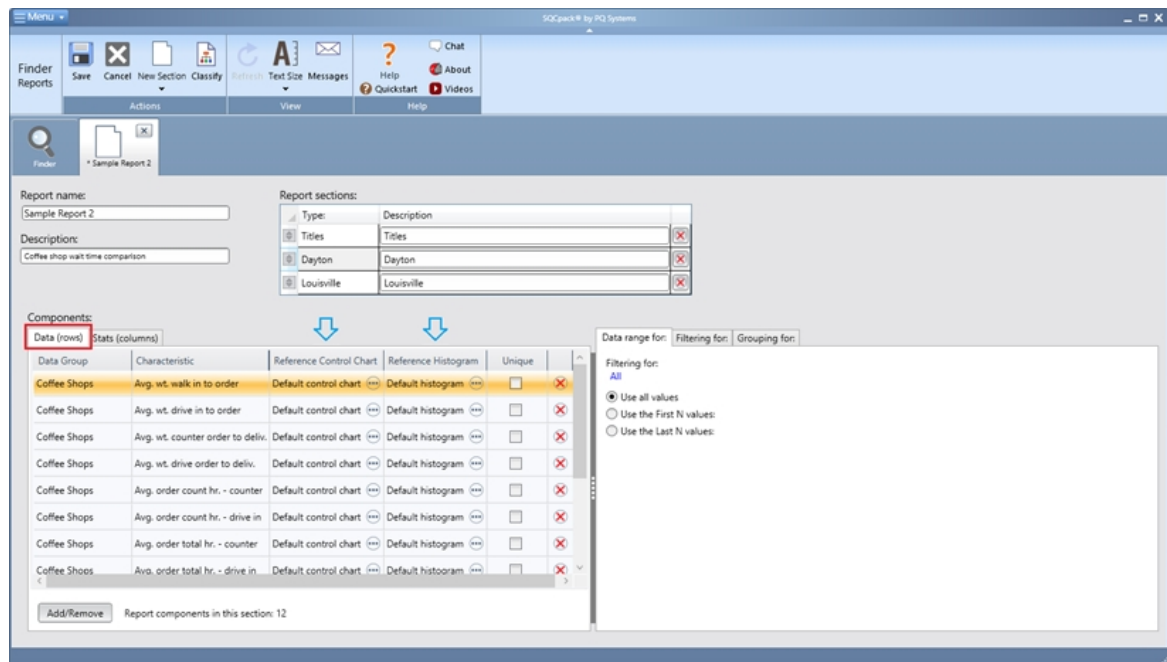 Menu
SQCpack® by PQ Systems
Finder
Reports
Save Cancel New Section Classify Refresh Text Size Messages Help Chat
About
Quickstart Videos
Actions View Help
Finder * Sample Report 2
Report name:
Sample Report 2
Description:
Coffee shop wait time comparison
Report sections:
Type: Description
Titles Titles
Dayton Dayton
Louisville Louisville
Components:
Data (rows) Stats (columns)
Data Group Characteristic Reference Control Chart Reference Histogram Unique
Coffee Shops Avg. wt. walk in to order Default control chart Default histogram
Coffee Shops Avg. wt. drive in to order Default control chart Default histogram
Coffee Shops Avg. wt. counter order to deliv. Default control chart Default histogram
Coffee Shops Avg. wt. drive order to deliv. Default control chart Default histogram
Coffee Shops Avg. order count hr. - counter Default control chart Default histogram
Coffee Shops Avg. order count hr. - drive in Default control chart Default histogram
Coffee Shops Avg. order total hr. - counter Default control chart Default histogram
Coffee Shops Avg. order total hr. - drive in Default control chart Default histogram
Add/Remove Report components in this section: 12
Data range for: Filtering for: Grouping for:
Filtering for:
All
Use all values
Use the First N values:
Use the Last N values: